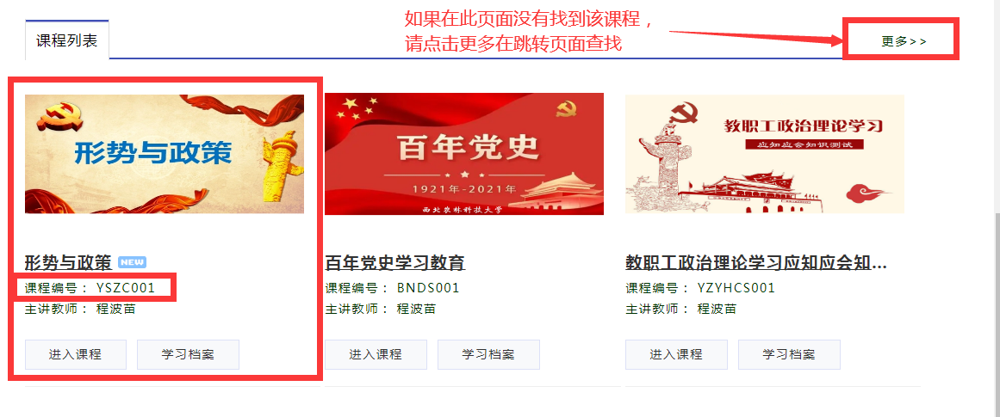 如果在此页面没有找到该课程，
请点击更多在跳转页面查找
课程列表
更多>>
形势与政策
百年党史
1921年-2021年
西北农林科技大学
教职工政治理论学习
应知应会知识测试
形势与政策 NEW
课程编号： YSZC001
主讲教师： 程波苗
进入课程
学习档案
百年党史学习教育
课程编号： BNDS001
主讲教师： 程波苗
进入课程
学习档案
教职工政治理论学习应知应会知...
课程编号： YZYHCS001
主讲教师： 程波苗
进入课程
学习档案